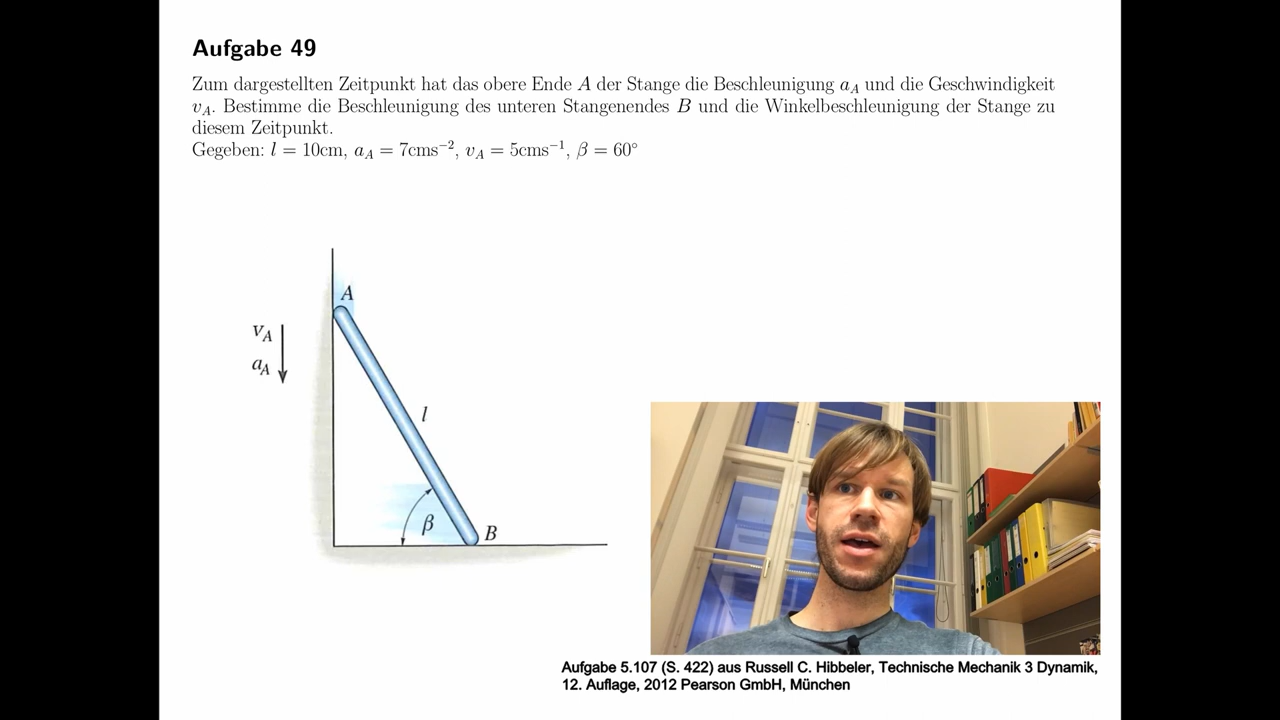 Aufgabe 49
Zum dargestellten Zeitpunkt hat das obere Ende A der Stange die Beschleunigung a_A und die Geschwindigkeit
v_A. Bestimme die Beschleunigung des unteren Stangenendes B und die Winkelbeschleunigung der Stange zu
diesem Zeitpunkt.
Gegeben: l = 10cm, a_A = 7cms⁻², v_A = 5cms⁻¹, β = 60°
A
v_A
a_A
l
β
B
Aufgabe 5.107 (S. 422) aus Russell C. Hibbeler, Technische Mechanik 3 Dynamik,
12. Auflage, 2012 Pearson GmbH, München